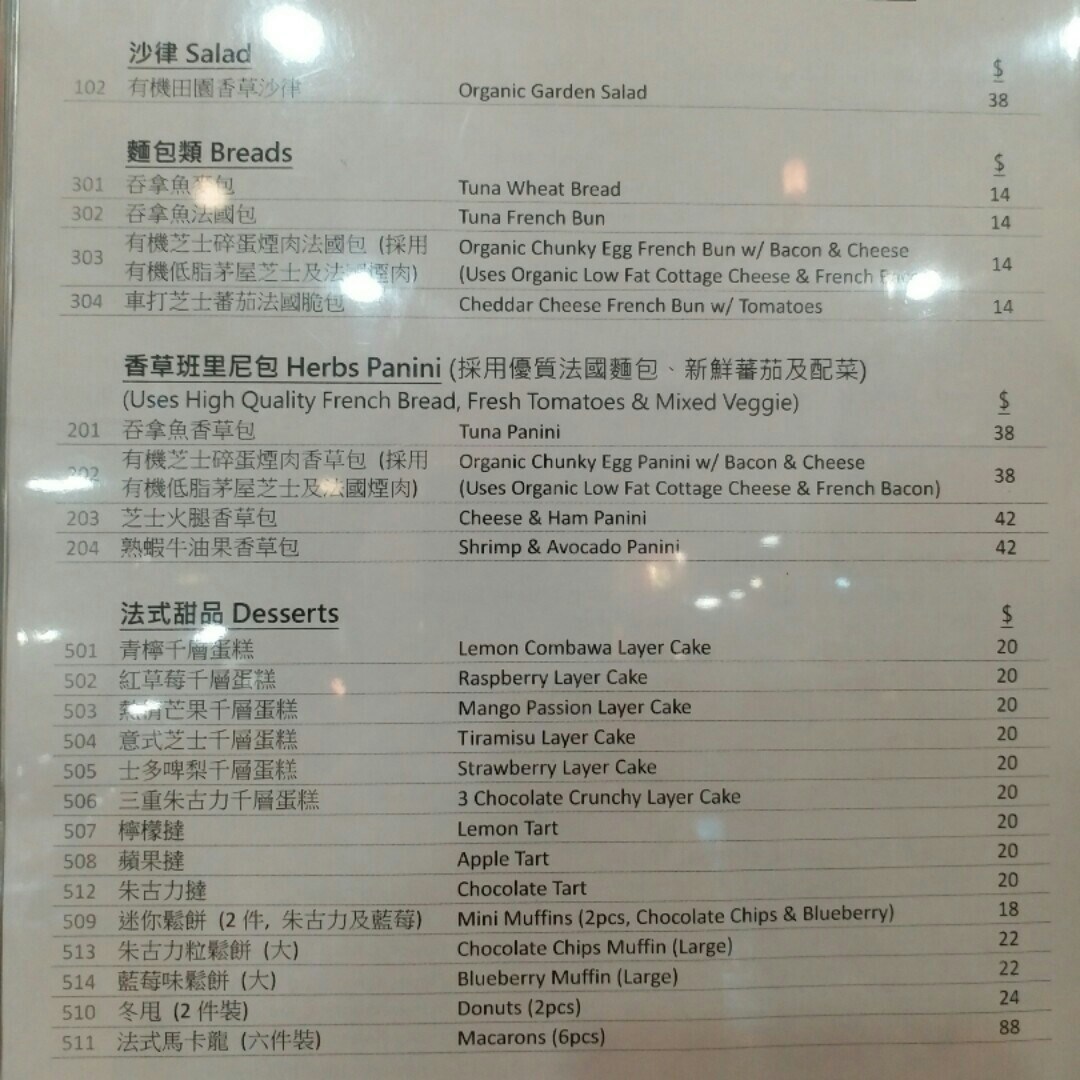 沙律 Salad $
102 有機田園香草沙律 Organic Garden Salad 38
麵包類 Breads $
301 吞拿魚包 Tuna Wheat Bread 14
302 吞拿魚法國包 Tuna French Bun 14
303 有機芝士碎蛋煙肉法國包 (採用 Organic Chunky Egg French Bun w/ Bacon & Cheese 14
有機低脂茅屋芝士及法煙肉) (Uses Organic Low Fat Cottage Cheese & French
304 車打芝士蕃茄法國脆包 Cheddar Cheese French Bun w/ Tomatoes 14
香草班里尼包 Herbs Panini (採用優質法國麵包、新鮮蕃茄及配菜)
(Uses High Quality French Bread, Fresh Tomatoes & Mixed Veggie) $
201 吞拿魚香草包 Tuna Panini 38
202 有機芝士碎蛋煙肉香草包 (採用 Organic Chunky Egg Panini w/ Bacon & Cheese 38
有機低脂茅屋芝士及法國煙肉) (Uses Organic Low Fat Cottage Cheese & French Bacon)
203 芝士火腿香草包 Cheese & Ham Panini 42
204 熟蝦牛油果香草包 Shrimp & Avocado Panini 42
法式甜品 Desserts $
501 青檸千層蛋糕 Lemon Combawa Layer Cake 20
502 紅草莓千層蛋糕 Raspberry Layer Cake 20
503 熱情芒果千層蛋糕 Mango Passion Layer Cake 20
504 意式芝士千層蛋糕 Tiramisu Layer Cake 20
505 士多啤梨千層蛋糕 Strawberry Layer Cake 20
506 三重朱古力千層蛋糕 3 Chocolate Crunchy Layer Cake 20
507 檸檬撻 Lemon Tart 20
508 蘋果撻 Apple Tart 20
512 朱古力撻 Chocolate Tart 20
509 迷你鬆餅 (2 件, 朱古力及藍莓) Mini Muffins (2pcs, Chocolate Chips & Blueberry) 18
513 朱古力粒鬆餅 (大) Chocolate Chips Muffin (Large) 22
514 藍莓味鬆餅 (大) Blueberry Muffin (Large) 22
510 冬甩 (2 件裝) Donuts (2pcs) 24
511 法式馬卡龍 (六件裝) Macarons (6pcs) 88